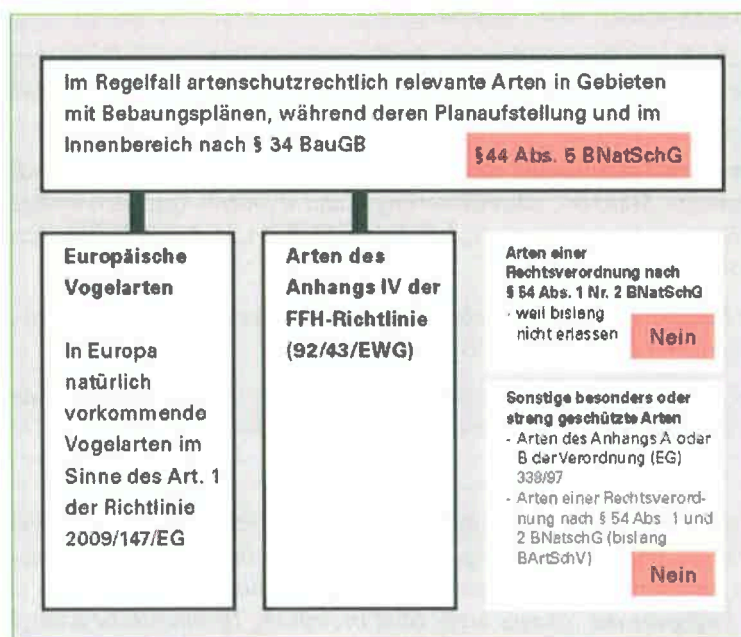 Im Regelfall artenschutzrechtlich relevante Arten in Gebieten
mit Bebaungsplänen, während deren Planaufstellung und im
Innenbereich nach § 34 BauGB
§44 Abs. 5 BNatSchG
Europäische
Vogelarten
In Europa
natürlich
vorkommende
Vogelarten im
Sinne des Art. 1
der Richtlinie
2009/147/EG
Arten des
Anhangs IV der
FFH-Richtlinie
(92/43/EWG)
Arten einer
Rechtsverordnung nach
§ 54 Abs. 1 Nr. 2 BNatSchG
- weil bislang
nicht erlassen
Nein
Sonstige besonders oder
streng geschützte Arten
- Arten des Anhangs A oder
B der Verordnung (EG)
338/97
- Arten einer Rechtsverord-
nung nach § 54 Abs. 1 und
2 BNatschG (bislang
BArtSchV)
Nein